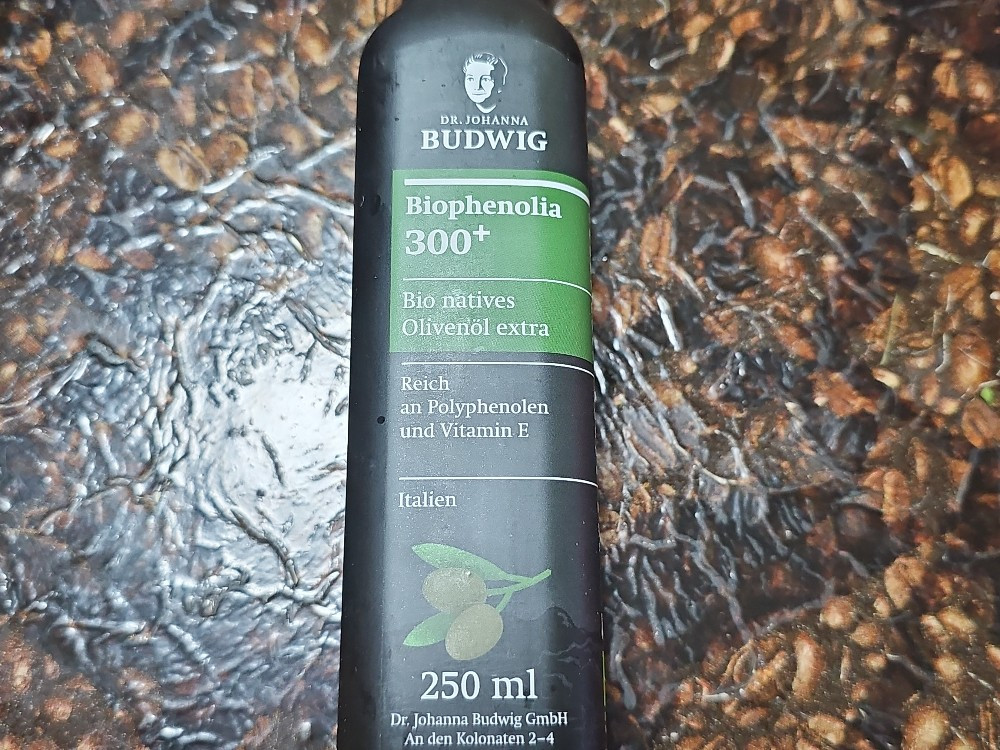 DR. JOHANNA
BUDWIG
Biophenolia
300+
Bio natives
Olivenöl extra
Reich
an Polyphenolen
und Vitamin E
Italien
250 ml
Dr. Johanna Budwig GmbH
An den Kolonaten 2–4